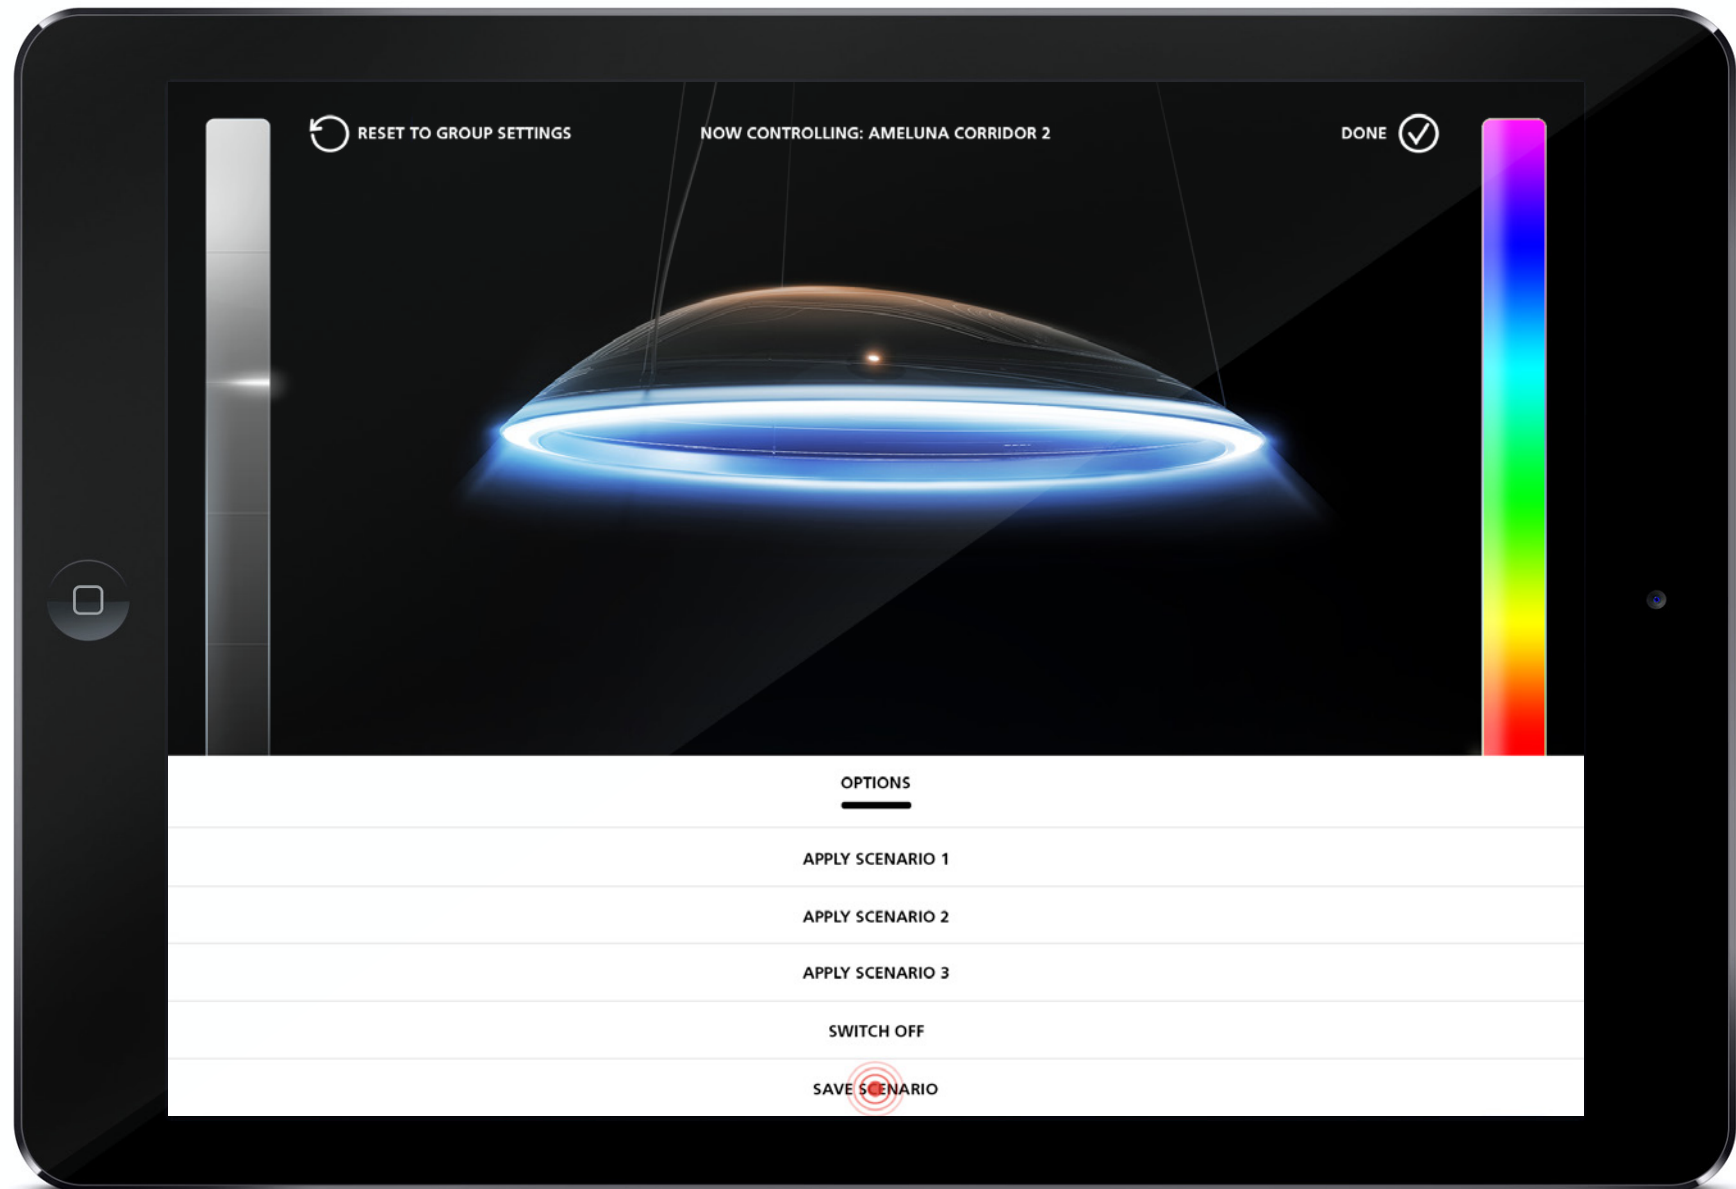 RESET TO GROUP SETTINGS
NOW CONTROLLING: AMELUNA CORRIDOR 2
DONE
OPTIONS
APPLY SCENARIO 1
APPLY SCENARIO 2
APPLY SCENARIO 3
SWITCH OFF
SAVE SCENARIO